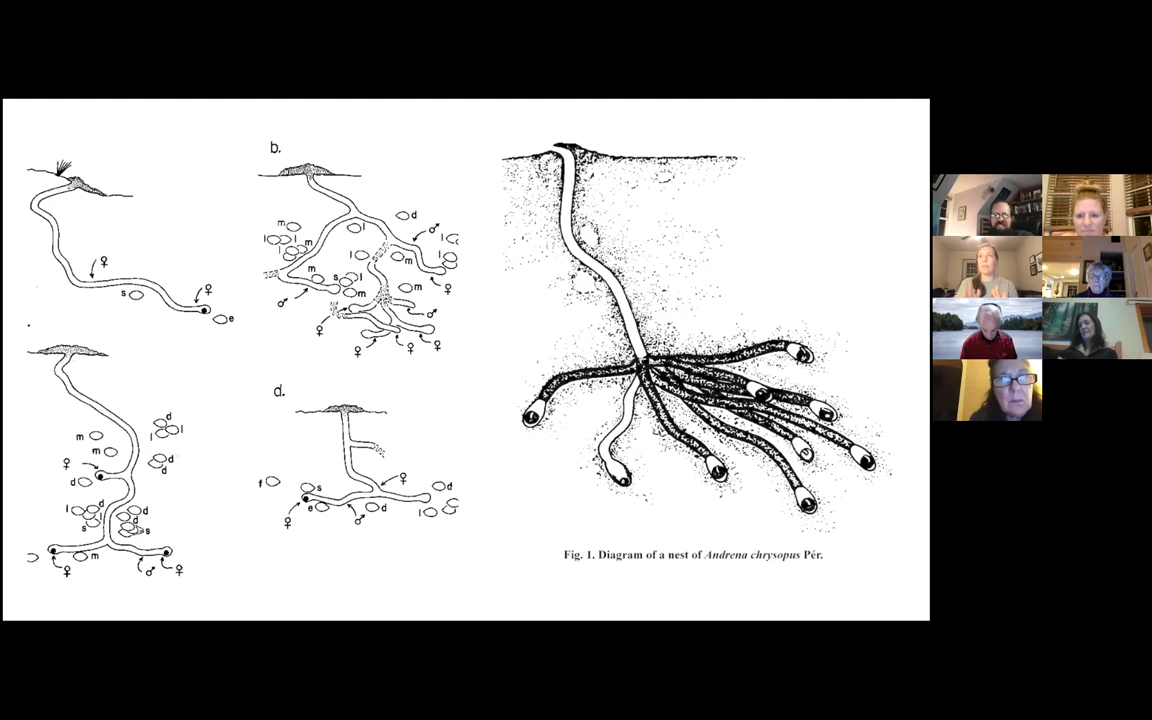 b.
♀
♀
s
e
m
l
l
m
l
d
♂
l
l
l
m
m
s
l
m
m
♂
♀
♀
♂
♀
♀
♀
d.
d
l
l
m
m
♀
d
d
d
l
d
l
s
d
d
s
m
♀
♂
♀
f
s
♀
d
♀
e
♂
d
l
Fig. 1. Diagram of a nest of Andrena chrysopus Pér.